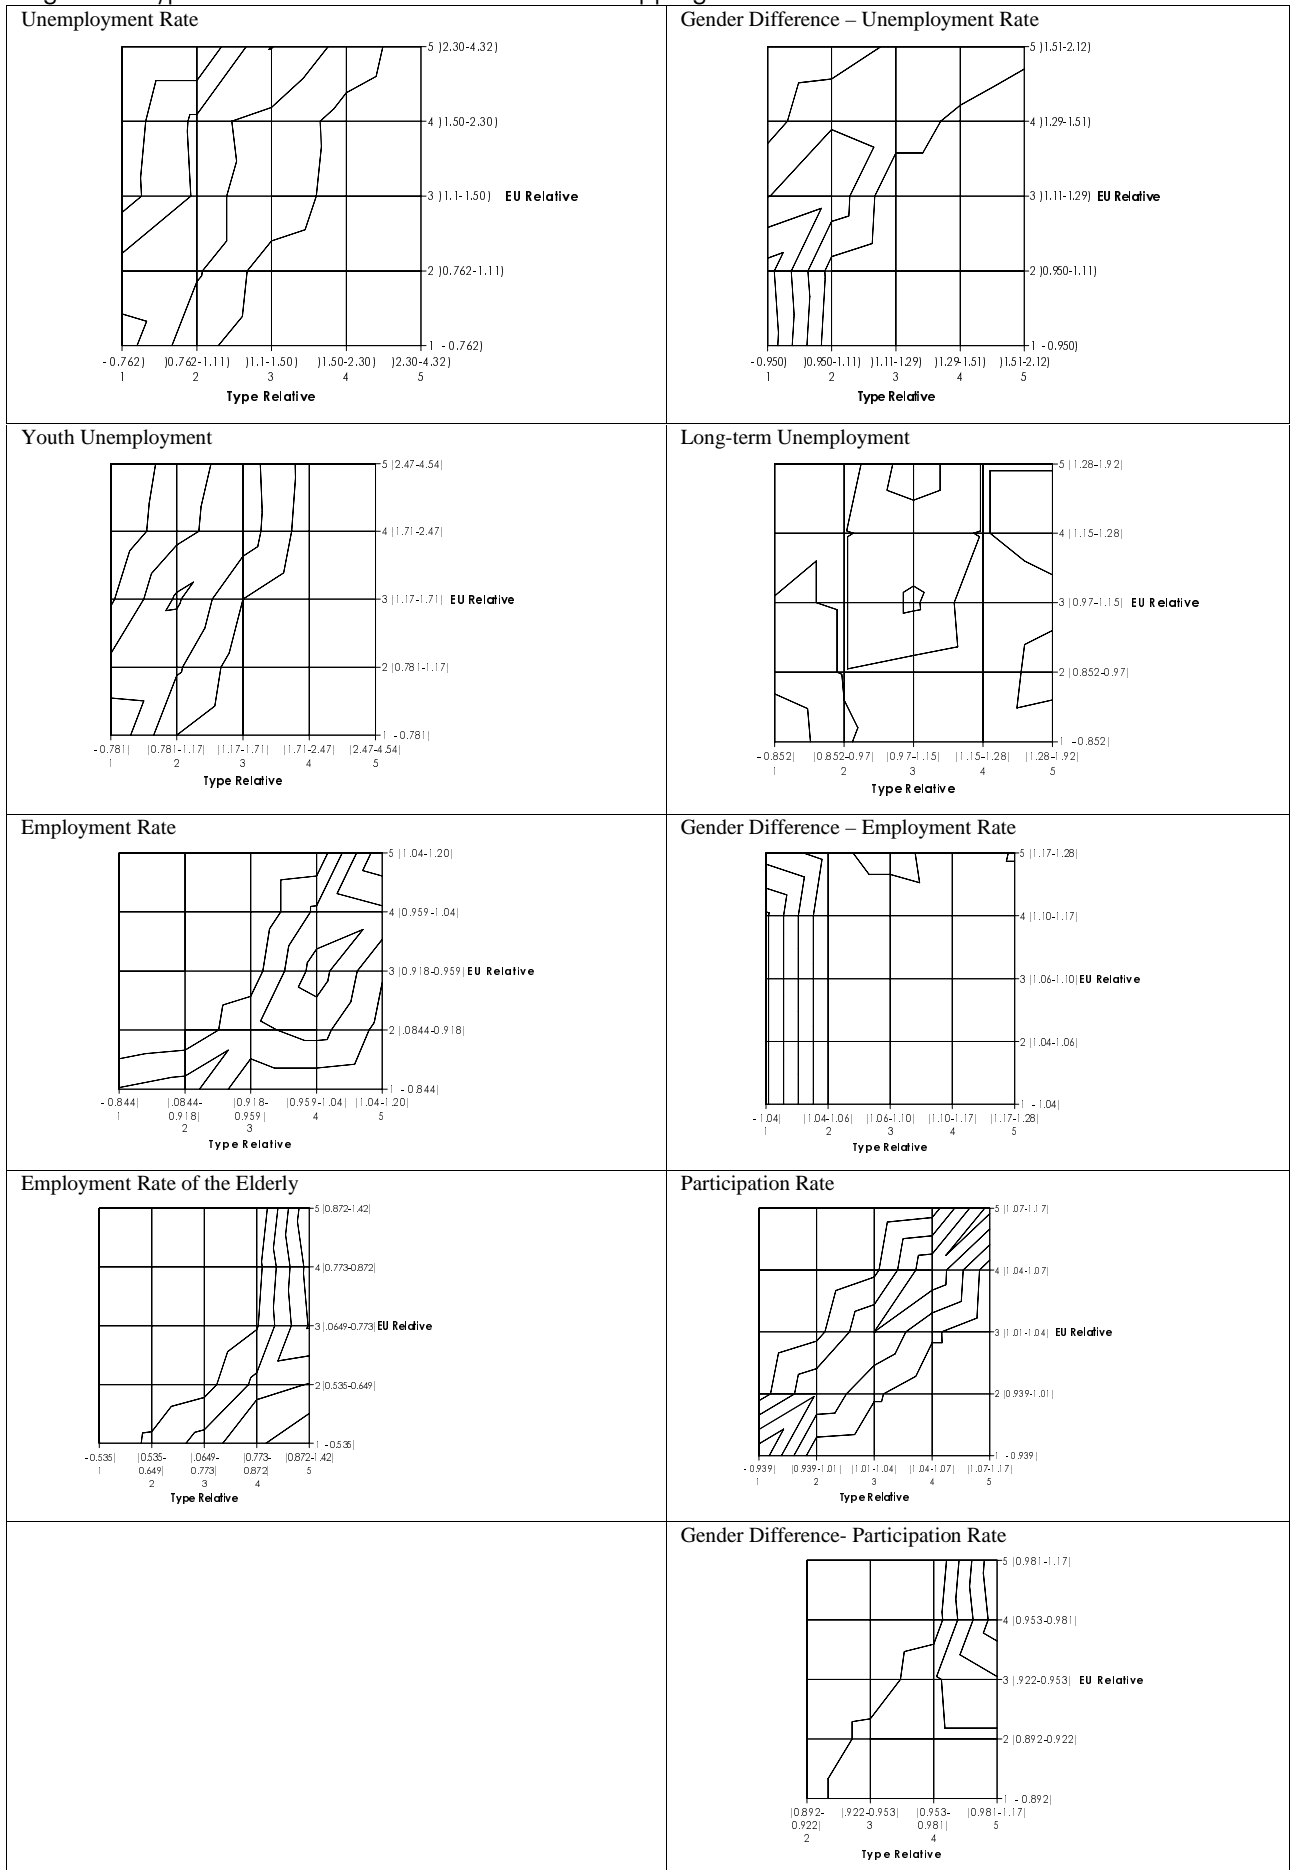 Unemployment Rate
5 )2.30-4.32)
4 )1.50-2.30)
3 )1.1-1.50) EU Relative
2 )0.762-1.11)
1 - 0.762)
- 0.762) )0.762-1.11) )1.1-1.50) )1.50-2.30) )2.30-4.32)
1 2 3 4 5
Type Relative
Gender Difference – Unemployment Rate
5 )1.51-2.12)
4 )1.29-1.51)
3 )1.11-1.29) EU Relative
2 )0.950-1.11)
1 - 0.950)
- 0.950) )0.950-1.11) )1.11-1.29) )1.29-1.51) )1.51-2.12)
1 2 3 4 5
Type Relative
Youth Unemployment
5 |2.47-4.54|
4 |1.71-2.47|
3 |1.17-1.71| EU Relative
2 |0.781-1.17|
1 - 0.781|
- 0.781| |0.781-1.17| |1.17-1.71| |1.71-2.47| |2.47-4.54|
1 2 3 4 5
Type Relative
Long-term Unemployment
5 |1.28-1.92|
4 |1.15-1.28|
3 |0.97-1.15| EU Relative
2 |0.852-0.97|
1 - 0.852|
- 0.852| |0.852-0.97| |0.97-1.15| |1.15-1.28| |1.28-1.92|
1 2 3 4 5
Type Relative
Employment Rate
5 |1.04-1.20|
4 |0.959-1.04|
3 |0.918-0.959| EU Relative
2 |.0844-0.918|
1 - 0.844|
- 0.844| |.0844- |0.918- |0.959-1.04| |1.04-1.20|
1 0.918| 0.959| 4 5
2 3
Type Relative
Gender Difference – Employment Rate
5 |1.17-1.28|
4 |1.10-1.17|
3 |1.06-1.10| EU Relative
2 |1.04-1.06|
1 - 1.04|
- 1.04| |1.04-1.06| |1.06-1.10| |1.10-1.17| |1.17-1.28|
1 2 3 4 5
Type Relative
Employment Rate of the Elderly
5 |0.872-1.42|
4 |0.773-0.872|
3 |.0649-0.773| EU Relative
2 |0.535-0.649|
1 - 0.535|
- 0.535| |0.535- |.0649- |0.773- |0.872-1.42|
1 0.649| 0.773| 0.872| 5
2 3 4
Type Relative
Participation Rate
5 |1.07-1.17|
4 |1.04-1.07|
3 |1.01-1.04| EU Relative
2 |0.939-1.01|
1 - 0.939|
- 0.939| |0.939-1.01| |1.01-1.04| |1.04-1.07| |1.07-1.17|
1 2 3 4 5
Type Relative
Gender Difference- Participation Rate
5 |0.981-1.17|
4 |0.953-0.981|
3 |.922-0.953| EU Relative
2 |0.892-0.922|
1 - 0.892|
|0.892- |.922-0.953| |0.953- |0.981-1.17|
0.922| 3 0.981| 5
2 4
Type Relative